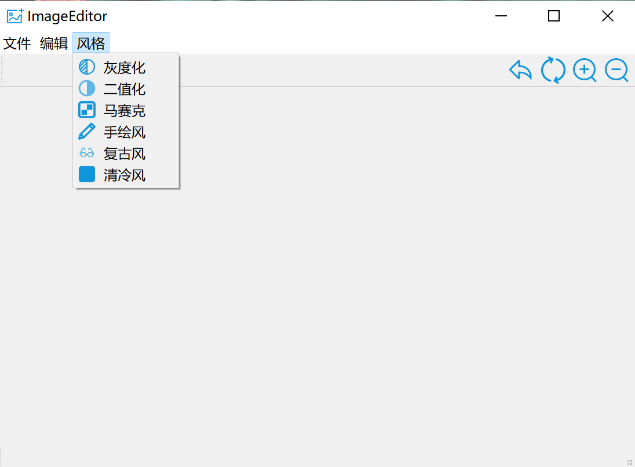 ImageEditor
文件 编辑 风格
灰度化
二值化
马赛克
手绘风
复古风
清冷风